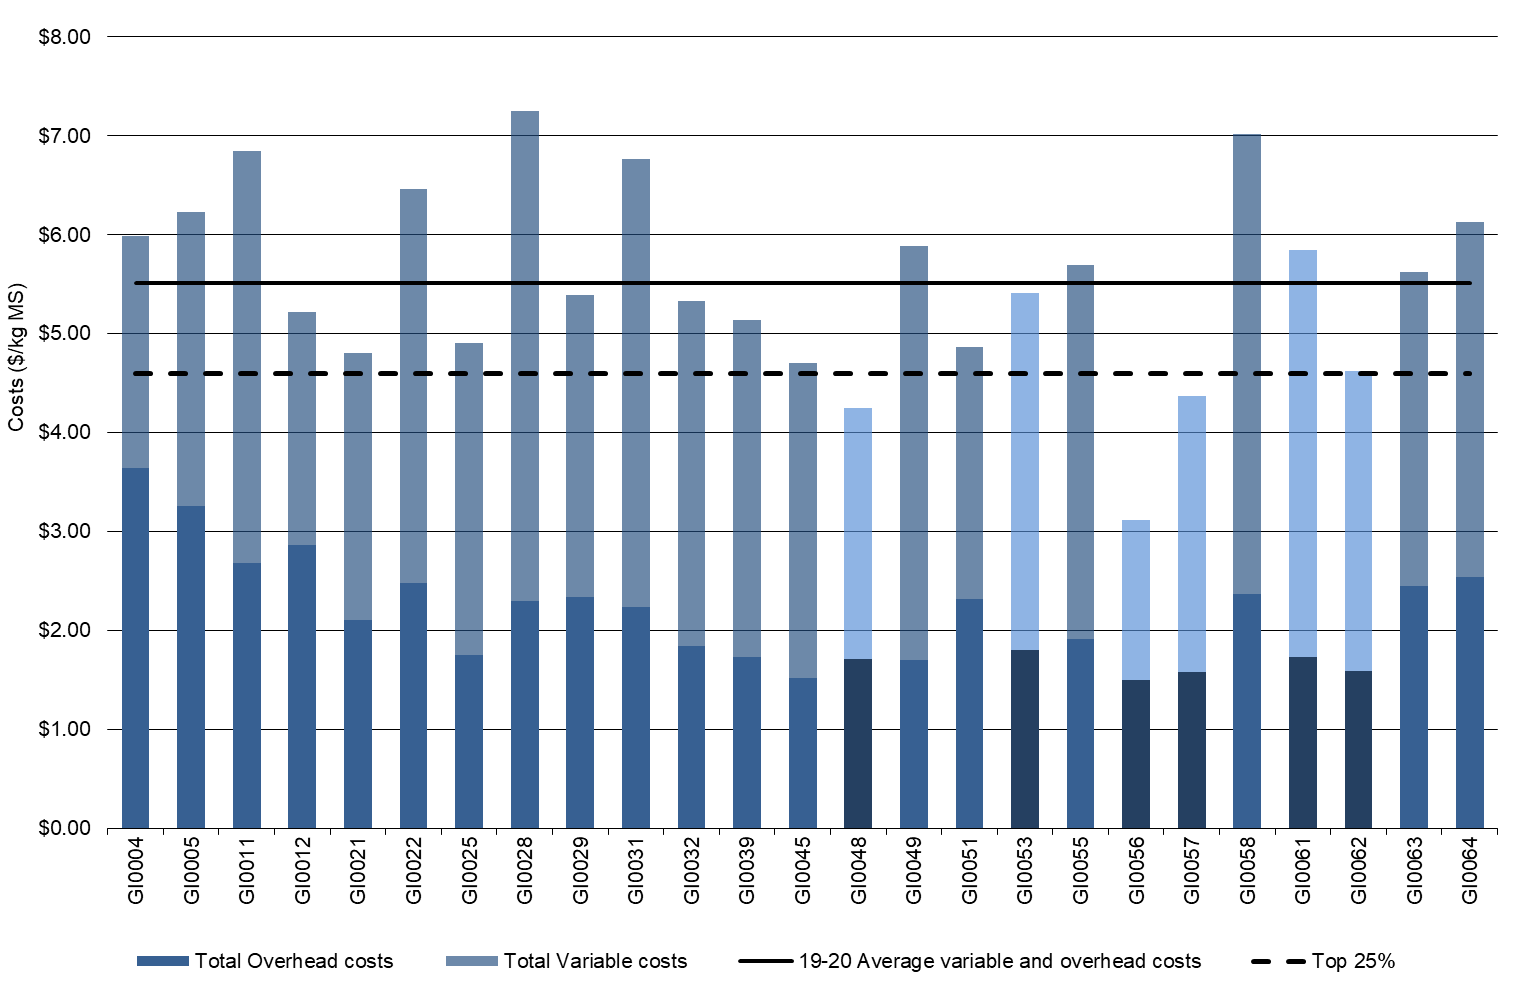 $8.00
$7.00
$6.00
$5.00
$4.00
$3.00
$2.00
$1.00
$0.00
Costs ($/kg MS)
GI0004
GI0005
GI0011
GI0012
GI0021
GI0022
GI0025
GI0028
GI0029
GI0031
GI0032
GI0039
GI0045
GI0048
GI0049
GI0051
GI0053
GI0055
GI0056
GI0057
GI0058
GI0061
GI0062
GI0063
GI0064
Total Overhead costs
Total Variable costs
19-20 Average variable and overhead costs
Top 25%